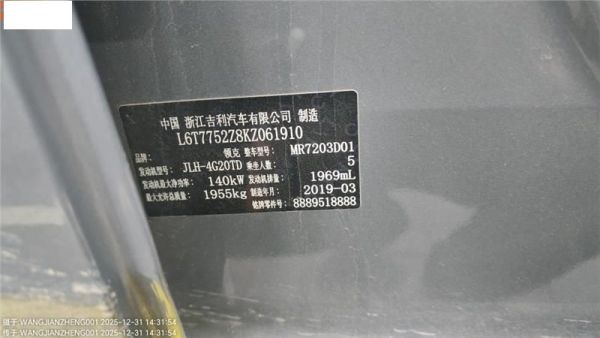 中国 浙江吉利汽车有限公司 制造
L6T7752Z8KZ061910
品牌: 领克 整车型号: MR7203D01
发动机型号: JLH-4G20TD 乘坐人数: 5
发动机最大净功率: 140kW 发动机排量: 1969mL
最大允许总质量: 1955kg 制造年月: 2019-03
铭牌零件号: 8889518888
摄于:WANGJIANZHENG001 2025-12-31 14:31:54
传于:WANGJIANZHENG001 2025-12-31 14:31:54